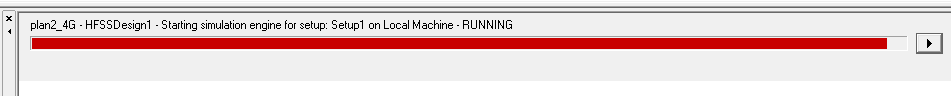 plan2_4G - HFSSDesign1 - Starting simulation engine for setup: Setup1 on Local Machine - RUNNING